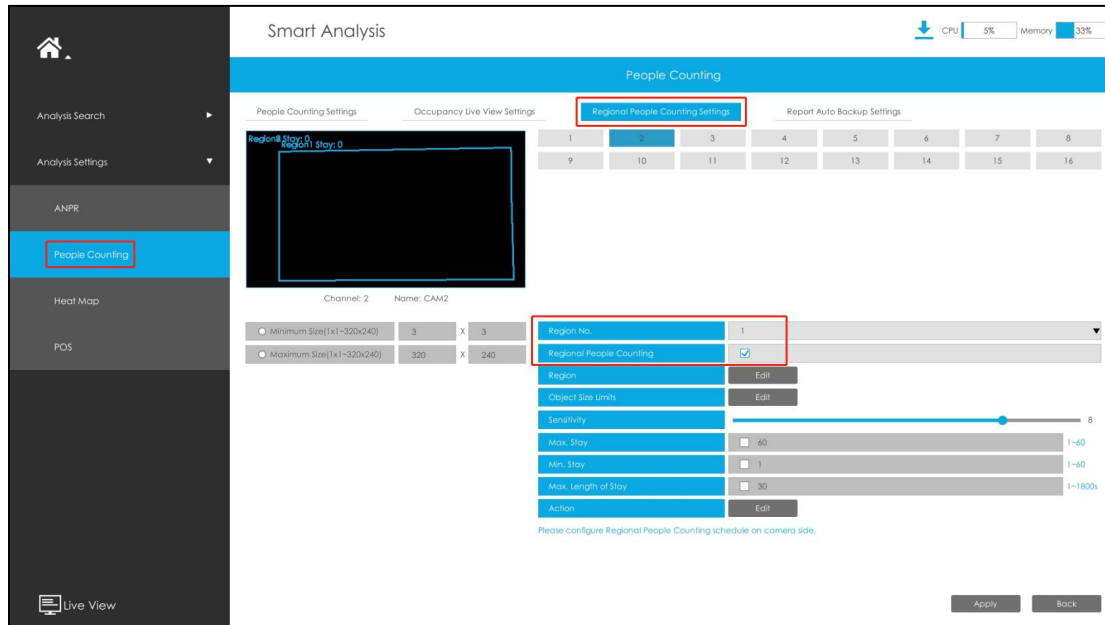 Smart Analysis
CPU 5% Memory 33%
People Counting
Analysis Search
Analysis Settings
ANPR
People Counting
Heat Map
POS
Live View
People Counting Settings Occupancy Live View Settings Regional People Counting Settings Report Auto Backup Settings
Stay: 0
Region1 Stay: 0
Channel: 2 Name: CAM2
1 2 3 4 5 6 7 8
9 10 11 12 13 14 15 16
Minimum Size(1x1~320x240) 3 X 3
Maximum Size(1x1~320x240) 320 X 240
Region No. 1
Regional People Counting
Region Edit
Object Size Limits Edit
Sensitivity 8
Max. Stay 60 1~60
Min. Stay 1 1~60
Max. Length of Stay 30 1~1800s
Action Edit
Please configure Regional People Counting schedule on camera side.
Apply Back